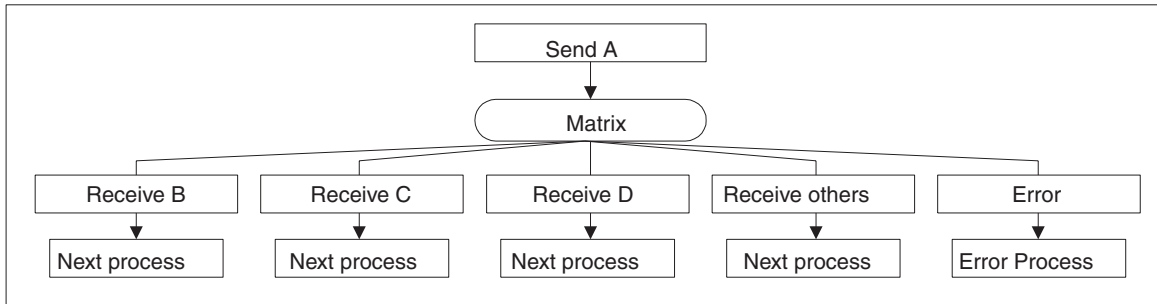 Send A
Matrix
Receive B
Receive C
Receive D
Receive others
Error
Next process
Next process
Next process
Next process
Error Process